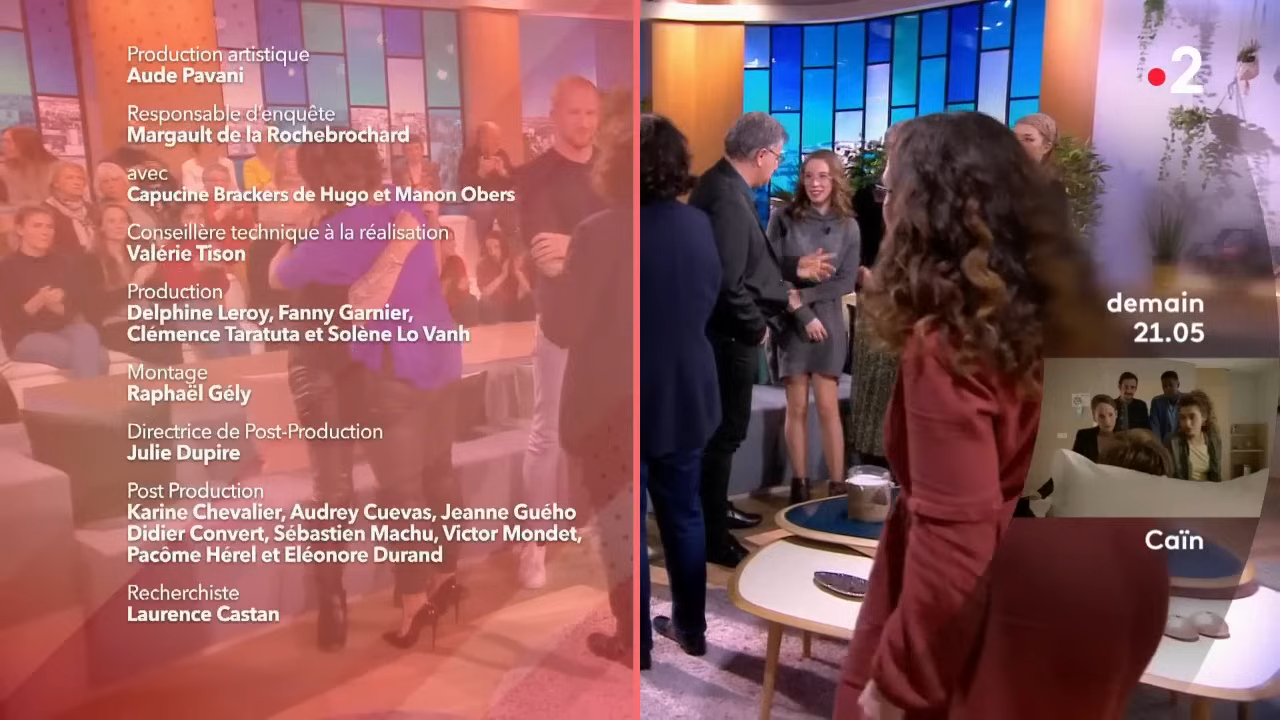 Production artistique
Aude Pavani
Responsable d'enquête
Margault de la Rochebrochard
avec
Capucine Brackers de Hugo et Manon Obers
Conseillère technique à la réalisation
Valérie Tison
Production
Delphine Leroy, Fanny Garnier,
Clémence Taratuta et Solène Lo Vanh
Montage
Raphaël Gély
Directrice de Post-Production
Julie Dupire
Post Production
Karine Chevalier, Audrey Cuevas, Jeanne Guého
Didier Convert, Sébastien Machu, Victor Mondet,
Pacôme Hérel et Eléonore Durand
Recherchiste
Laurence Castan
2
demain
21.05
Caïn